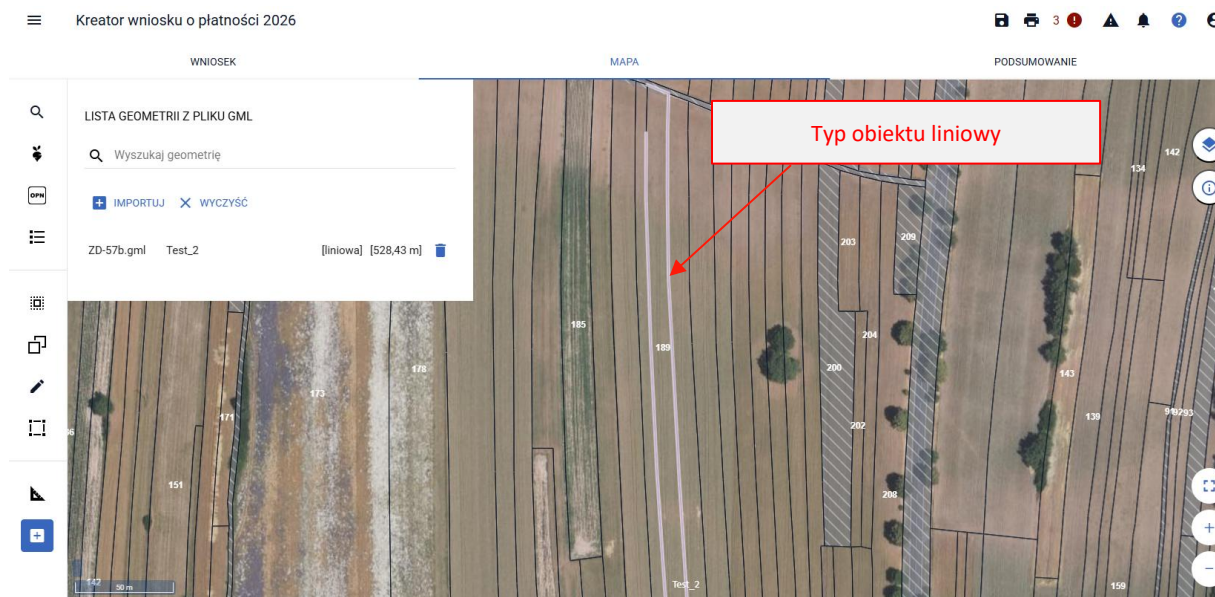 Kreator wniosku o płatności 2026
3
WNIOSEK
MAPA
PODSUMOWANIE
LISTA GEOMETRII Z PLIKU GML
Wyszukaj geometrię
OPN
IMPORTUJ
WYCZYŚĆ
ZD-57b.gml Test_2 [liniowa] [528,43 m]
Typ obiektu liniowy
142
134
203
209
185
204
189
178
200
143
173
171
139
202
151
208
142
50 m
Test_2
159